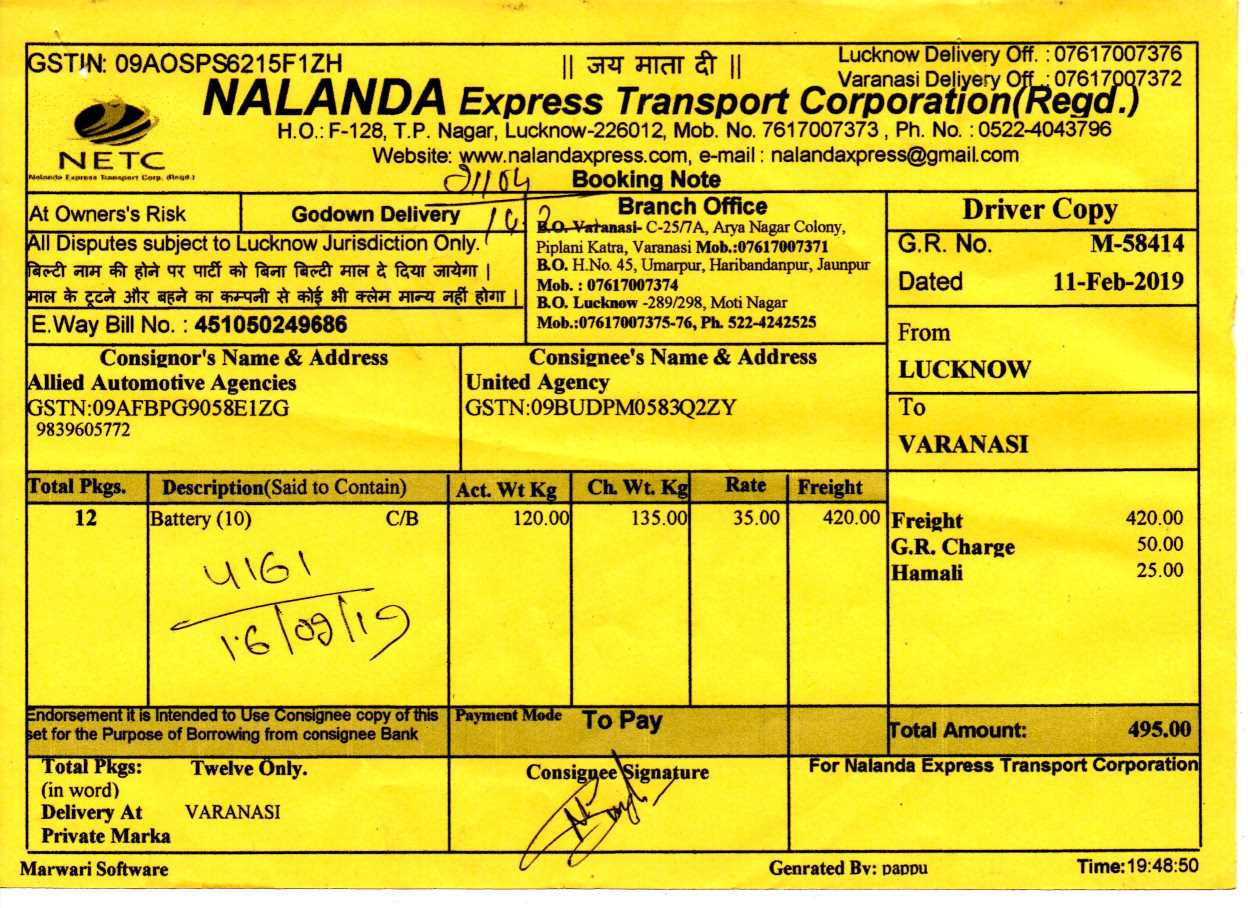 GSTIN: 09AOSPS6215F1ZH
|| जय माता दी ||
Lucknow Delivery Off. : 07617007376
Varanasi Delivery Off. : 07617007372
NALANDA Express Transport Corporation(Regd.)
H.O.: F-128, T.P. Nagar, Lucknow-226012, Mob. No. 7617007373 , Ph. No. : 0522-4043796
Website: www.nalandaxpress.com, e-mail : nalandaxpress@gmail.com
NETC
Nalanda Express Transport Corp. (Regd.)
Booking Note
At Owners's Risk
Godown Delivery
All Disputes subject to Lucknow Jurisdiction Only.
बिल्टी नाम की होने पर पार्टी को बिना बिल्टी माल दे दिया जायेगा |
माल के टूटने और बहने का कम्पनी से कोई भी क्लेम मान्य नहीं होगा |
E.Way Bill No. : 451050249686
Branch Office
B.O. Varanasi- C-25/7A, Arya Nagar Colony,
Piplani Katra, Varanasi Mob.:07617007371
B.O. H.No. 45, Umarpur, Haribandanpur, Jaunpur
Mob. : 07617007374
B.O. Lucknow -289/298, Moti Nagar
Mob.:07617007375-76, Ph. 522-4242525
Driver Copy
G.R. No. M-58414
Dated 11-Feb-2019
From
LUCKNOW
To
VARANASI
Consignor's Name & Address
Allied Automotive Agencies
GSTN:09AFBPG9058E1ZG
9839605772
Consignee's Name & Address
United Agency
GSTN:09BUDPM0583Q2ZY
Total Pkgs. Description(Said to Contain) Act. Wt Kg Ch. Wt. Kg Rate Freight
12 Battery (10) C/B 120.00 135.00 35.00 420.00
4161
16/02/19
Freight 420.00
G.R. Charge 50.00
Hamali 25.00
Endorsement it is Intended to Use Consignee copy of this
set for the Purpose of Borrowing from consignee Bank
Payment Mode To Pay
Total Amount: 495.00
Total Pkgs: Twelve Only.
(in word)
Delivery At VARANASI
Private Marka
Consignee Signature
For Nalanda Express Transport Corporation
Marwari Software
Genrated By: pappu
Time:19:48:50